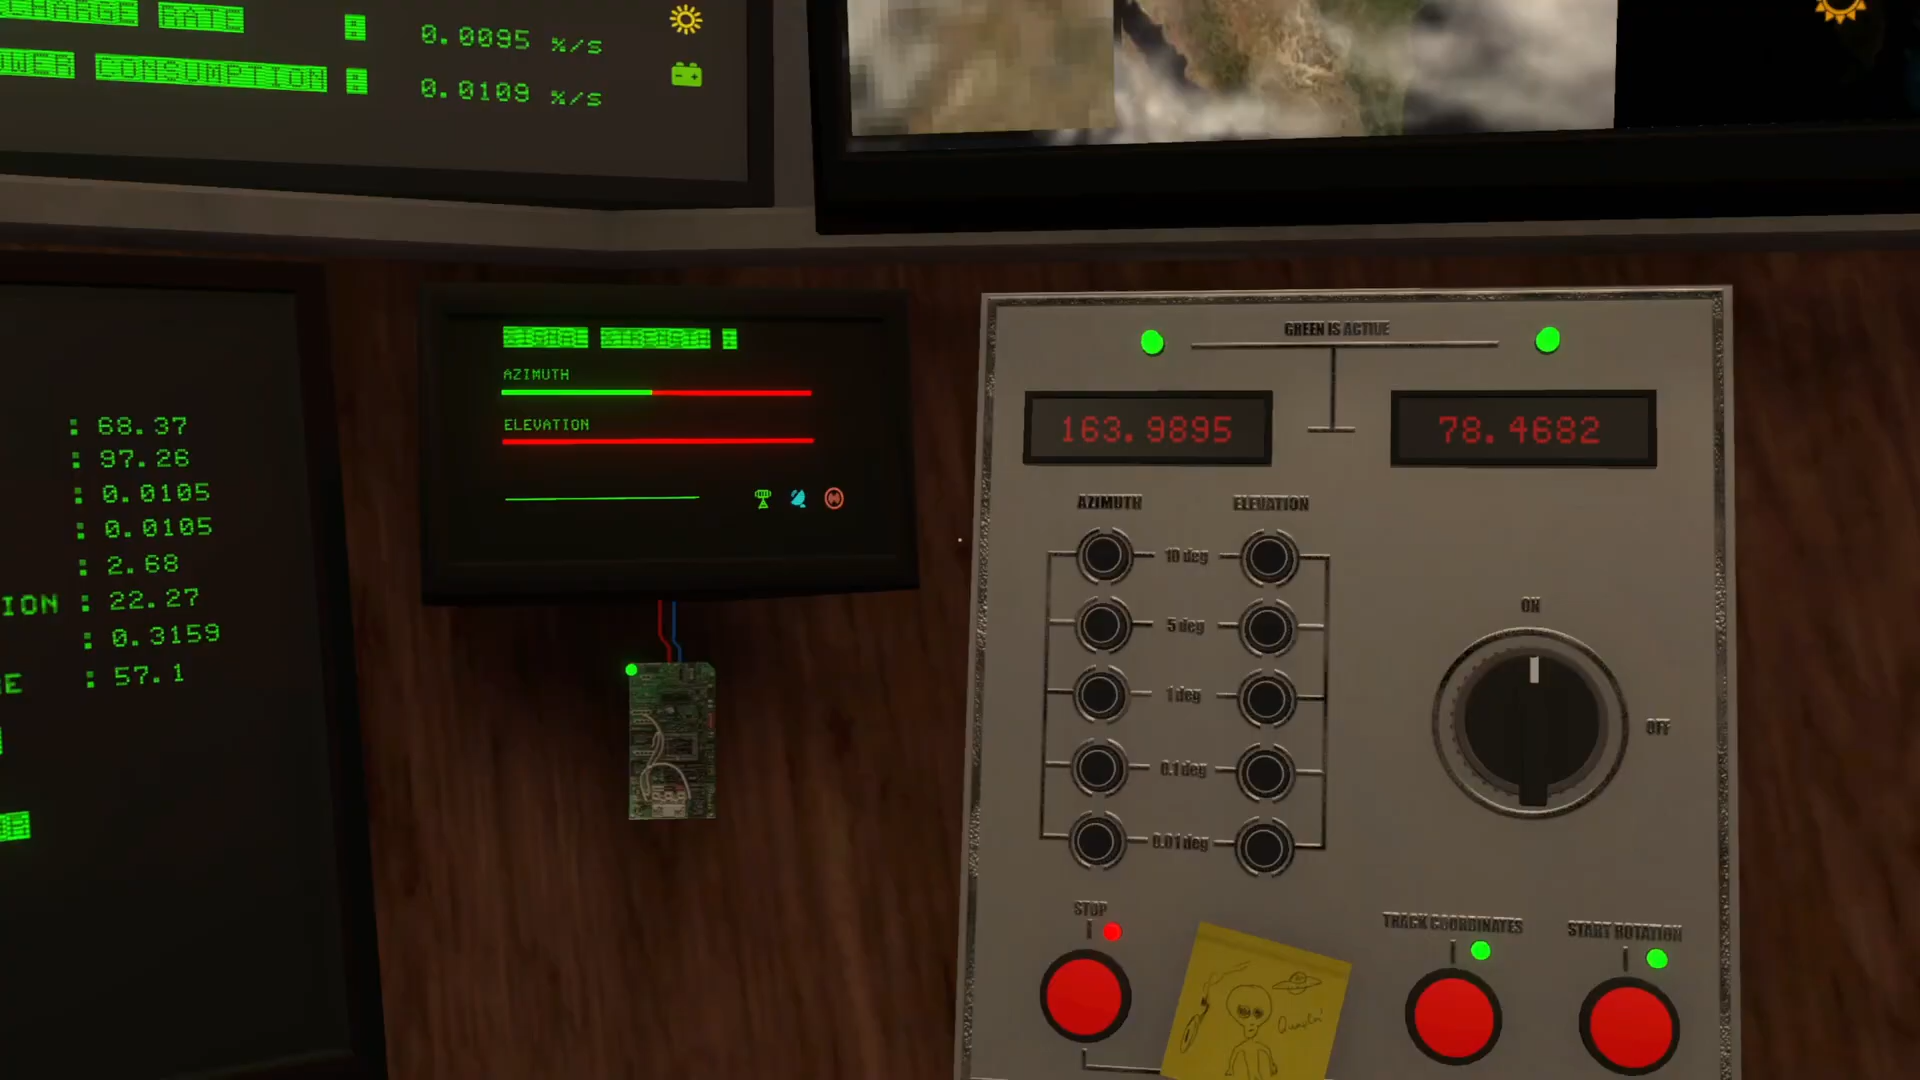 CHARGE RATE : 0.0095 %/s
POWER CONSUMPTION : 0.0109 %/s
: 68.37
: 97.26
: 0.0105
: 0.0105
: 2.68
ION : 22.27
: 0.3159
E : 57.1
SIGNAL STRENGTH :
AZIMUTH
ELEVATION
GREEN IS ACTIVE
163.9895
78.4682
AZIMUTH ELEVATION
10 deg
5 deg
1 deg
0.1 deg
0.01 deg
ON
OFF
STOP
TRACK COORDINATES
START ROTATION